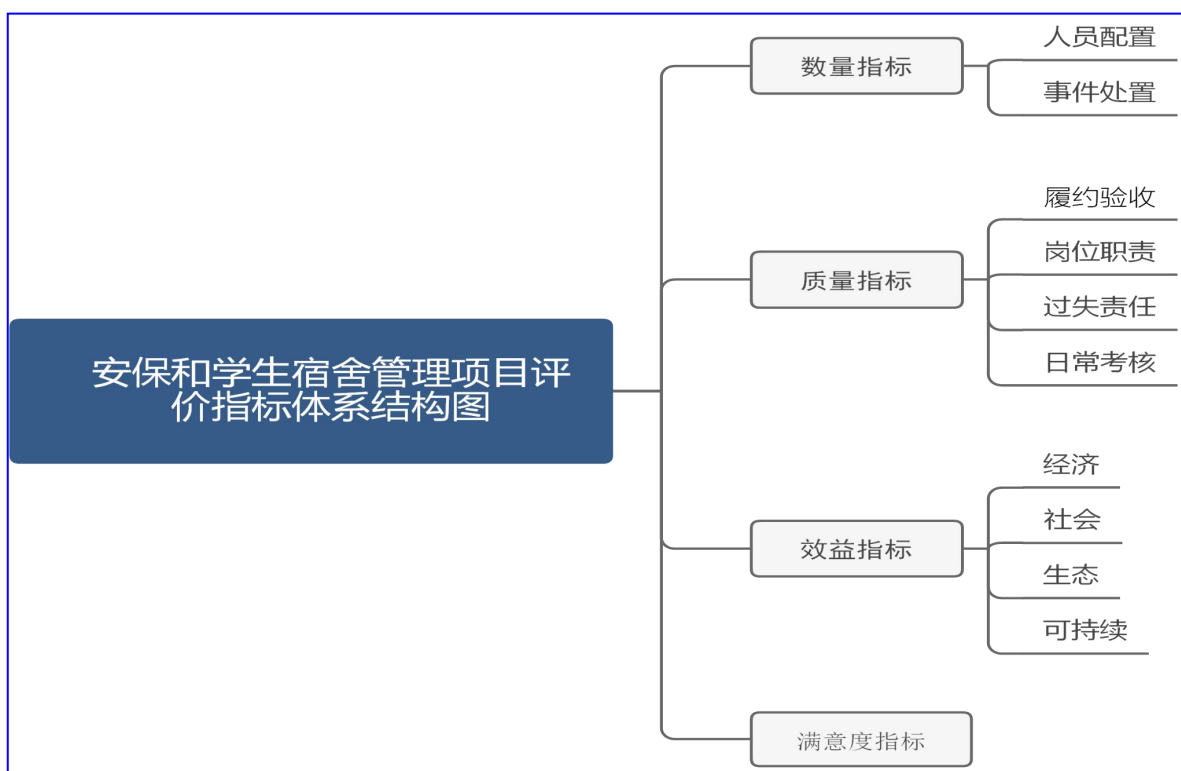 安保和学生宿舍管理项目评
价指标体系结构图
数量指标
人员配置
事件处置
质量指标
履约验收
岗位职责
过失责任
日常考核
效益指标
经济
社会
生态
可持续
满意度指标